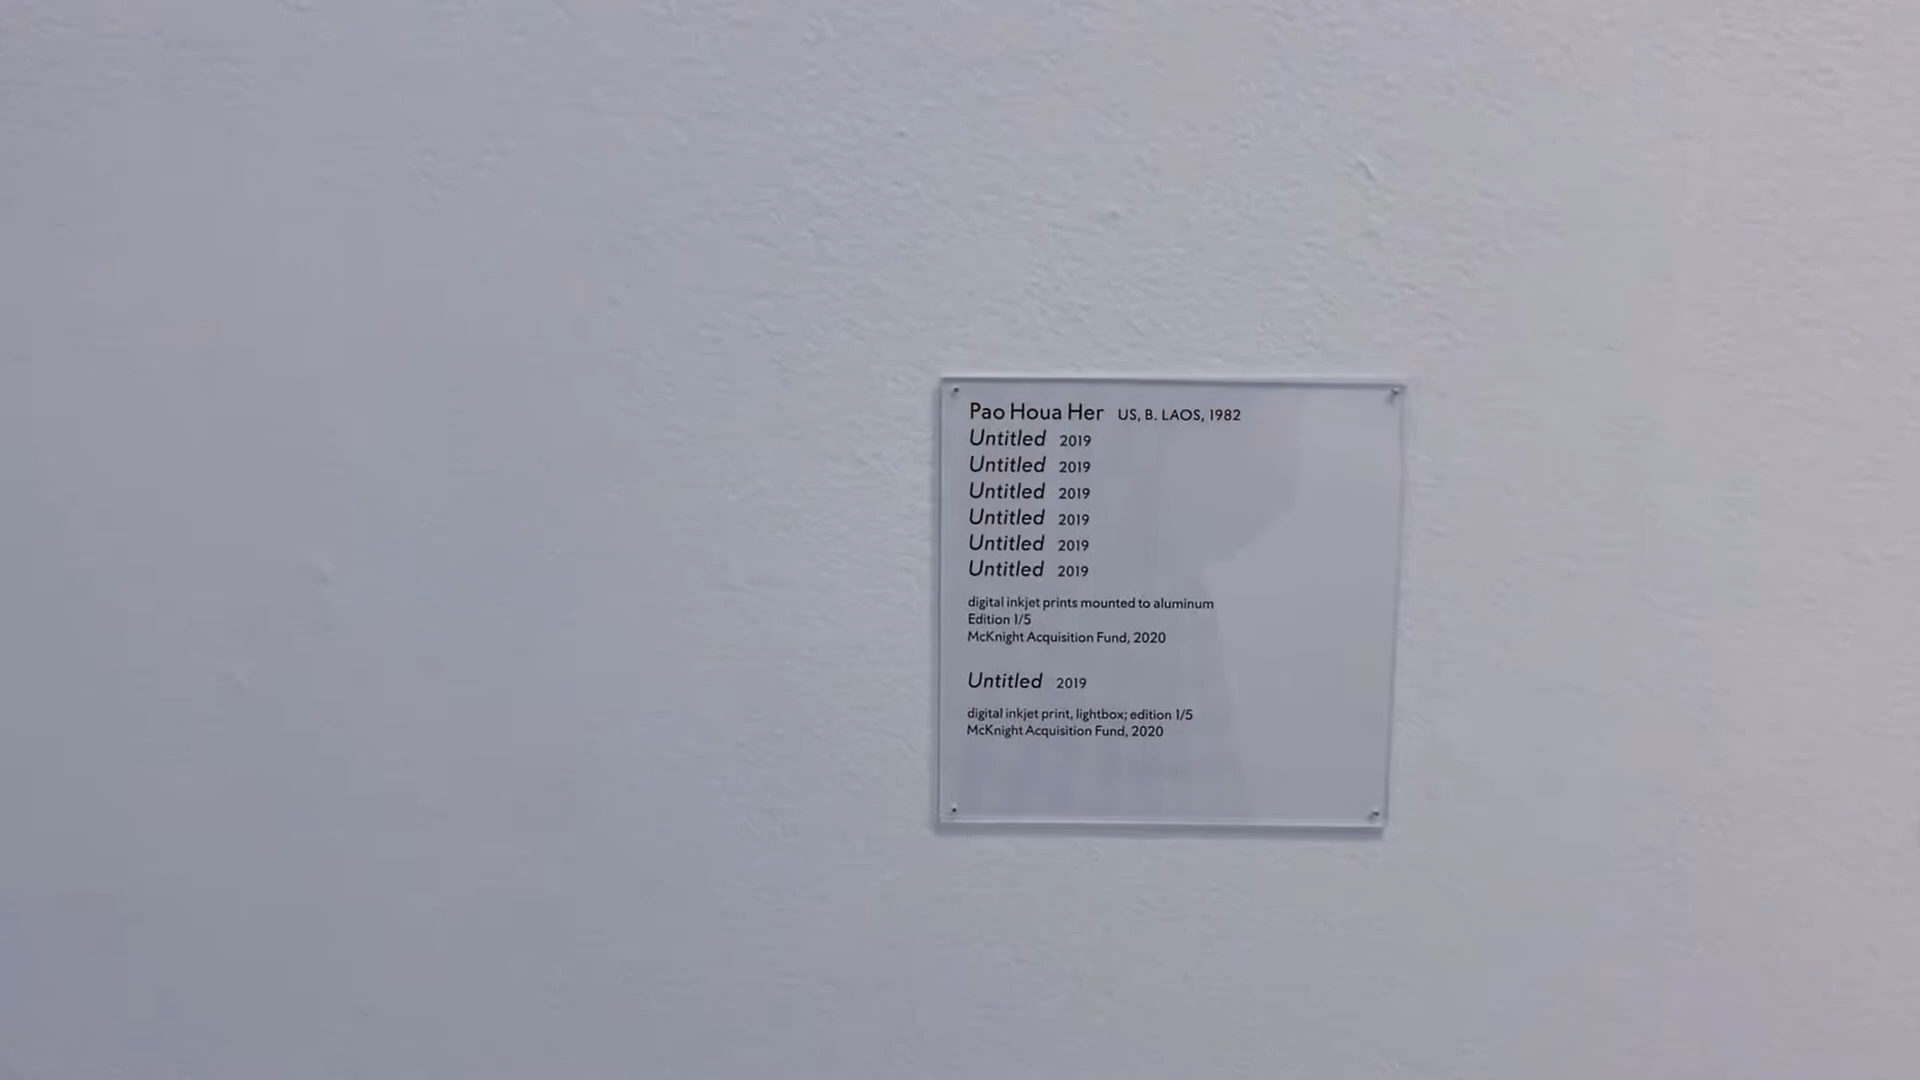 Pao Houa Her US, B. LAOS, 1982
Untitled 2019
Untitled 2019
Untitled 2019
Untitled 2019
Untitled 2019
Untitled 2019
digital inkjet prints mounted to aluminum
Edition 1/5
McKnight Acquisition Fund, 2020
Untitled 2019
digital inkjet print, lightbox; edition 1/5
McKnight Acquisition Fund, 2020